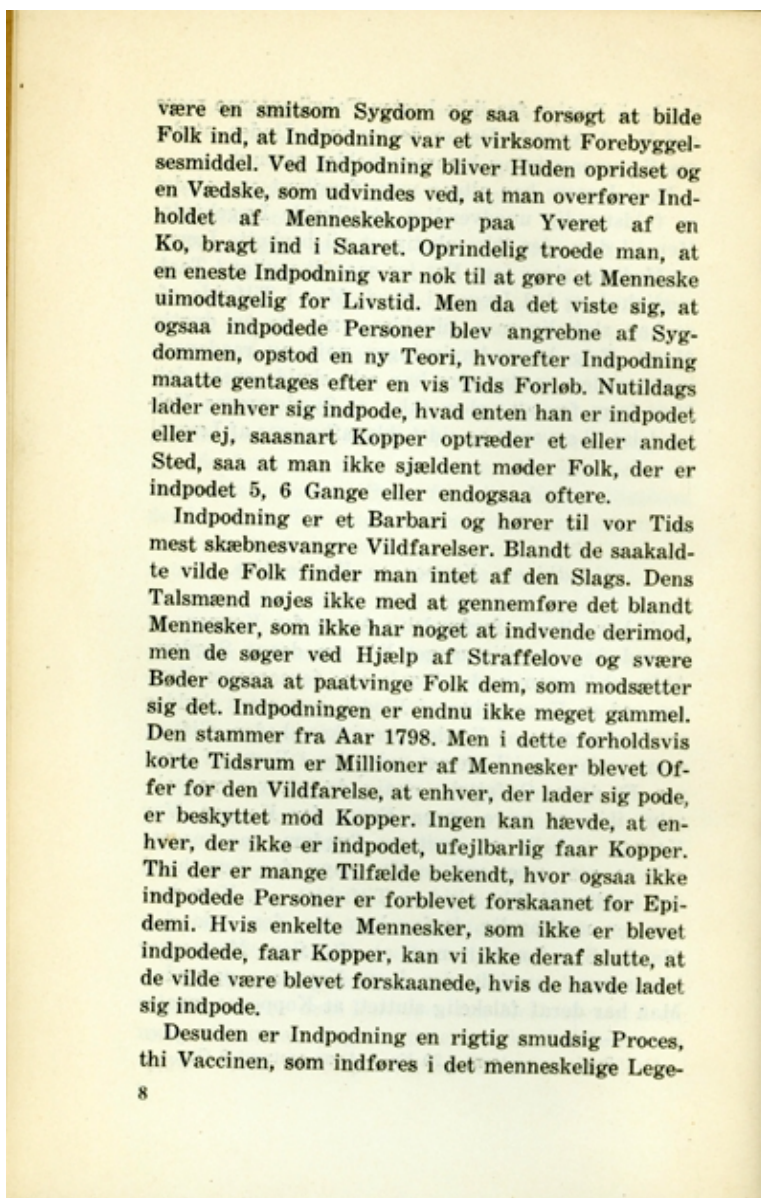 være en smitsom Sygdom og saa forsøgt at bilde
Folk ind, at Indpodning var et virksomt Forebyggel-
sesmiddel. Ved Indpodning bliver Huden opridset og
en Vædske, som udvindes ved, at man overfører Ind-
holdet af Menneskekopper paa Yveret af en
Ko, bragt ind i Saaret. Oprindelig troede man, at
en eneste Indpodning var nok til at gøre et Menneske
uimodtagelig for Livstid. Men da det viste sig, at
ogsaa indpodede Personer blev angrebne af Syg-
dommen, opstod en ny Teori, hvorefter Indpodning
maatte gentages efter en vis Tids Forløb. Nutildags
lader enhver sig indpode, hvad enten han er indpodet
eller ej, saasnart Kopper optræder et eller andet
Sted, saa at man ikke sjældent møder Folk, der er
indpodet 5, 6 Gange eller endogsaa oftere.
Indpodning er et Barbari og hører til vor Tids
mest skæbnesvangre Vildfarelser. Blandt de saakald-
te vilde Folk finder man intet af den Slags. Dens
Talsmænd nøjes ikke med at gennemføre det blandt
Mennesker, som ikke har noget at indvende derimod,
men de søger ved Hjælp af Straffelove og svære
Bøder ogsaa at paatvinge Folk dem, som modsætter
sig det. Indpodningen er endnu ikke meget gammel.
Den stammer fra Aar 1798. Men i dette forholdsvis
korte Tidsrum er Millioner af Mennesker blevet Of-
fer for den Vildfarelse, at enhver, der lader sig pode,
er beskyttet mod Kopper. Ingen kan hævde, at en-
hver, der ikke er indpodet, ufejlbarlig faar Kopper.
Thi der er mange Tilfælde bekendt, hvor ogsaa ikke
indpodede Personer er forblevet forskaanet for Epi-
demi. Hvis enkelte Mennesker, som ikke er blevet
indpodede, faar Kopper, kan vi ikke deraf slutte, at
de vilde være blevet forskaanede, hvis de havde ladet
sig indpode.
Desuden er Indpodning en rigtig smudsig Proces,
thi Vaccinen, som indføres i det menneskelige Lege-
8